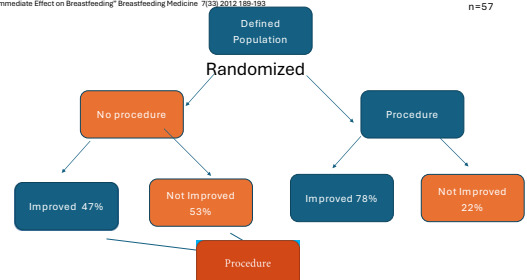 mmediate Effect on Breastfeeding" Breastfeeding Medicine 7(33) 2012 189-193
n=57
Defined
Population
Randomized
No procedure
Procedure
Improved 47%
Not Improved
53%
Improved 78%
Not Improved
22%
Procedure